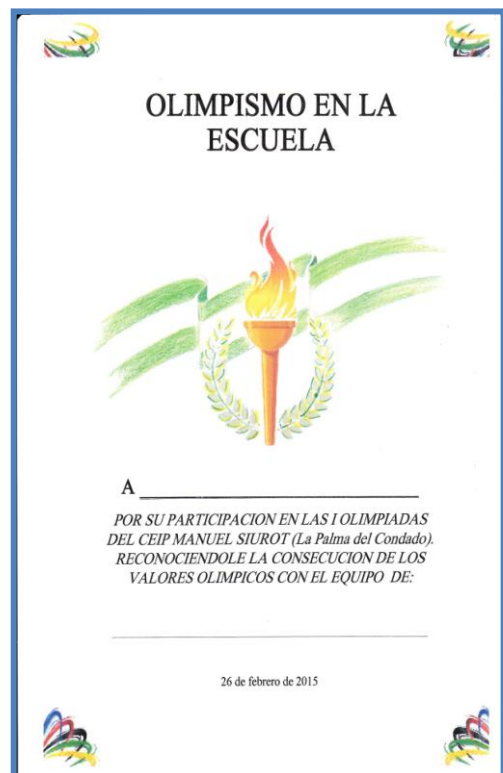 OLIMPISMO EN LA
ESCUELA
A
POR SU PARTICIPACION EN LAS I OLIMPIADAS
DEL CEIP MANUEL SIUROT (La Palma del Condado).
RECONOCIENDOLE LA CONSECUCION DE LOS
VALORES OLIMPICOS CON EL EQUIPO DE:
26 de febrero de 2015